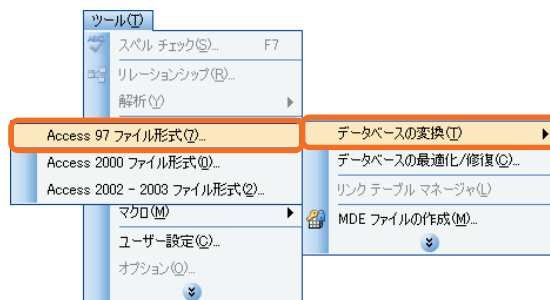 ツール(T)
スペル チェック(S)... F7
リレーションシップ(R)...
解析(Y)
Access 97 ファイル形式(7)...
Access 2000 ファイル形式(0)...
Access 2002 - 2003 ファイル形式(2)...
データベースの変換(T)
データベースの最適化/修復(C)...
リンク テーブル マネージャ(L)
MDE ファイルの作成(M)...
マクロ(M)
ユーザー設定(C)...
オプション(O)...